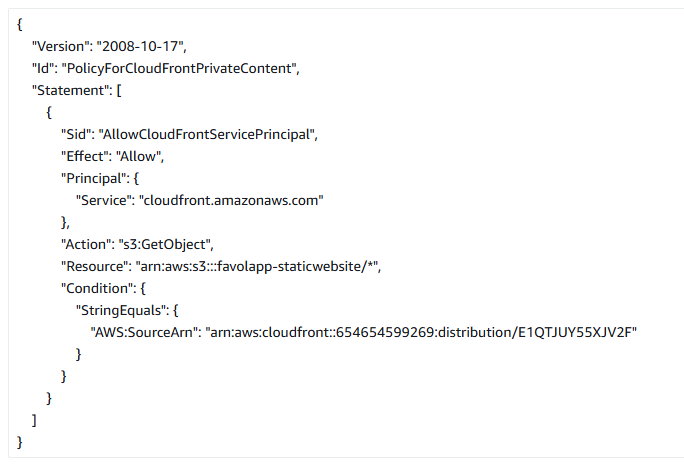 {
"Version": "2008-10-17",
"Id": "PolicyForCloudFrontPrivateContent",
"Statement": [
{
"Sid": "AllowCloudFrontServicePrincipal",
"Effect": "Allow",
"Principal": {
"Service": "cloudfront.amazonaws.com"
},
"Action": "s3:GetObject",
"Resource": "arn:aws:s3:::favolapp-staticwebsite/*",
"Condition": {
"StringEquals": {
"AWS:SourceArn": "arn:aws:cloudfront::654654599269:distribution/E1QTJUY55XJV2F"
}
}
}
]
}